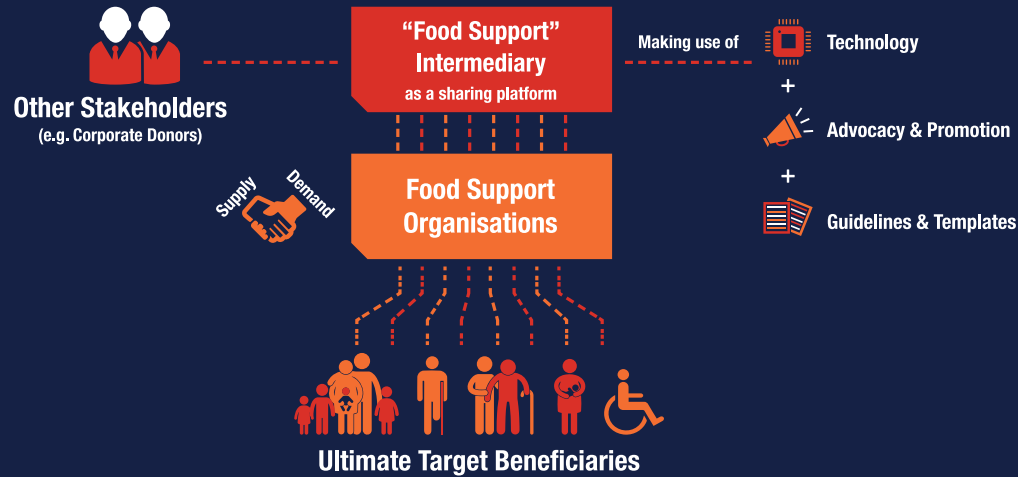 Other Stakeholders
(e.g. Corporate Donors)
“Food Support”
Intermediary
as a sharing platform
Making use of
Technology
+
Advocacy & Promotion
+
Guidelines & Templates
Supply
Demand
Food Support
Organisations
Ultimate Target Beneficiaries